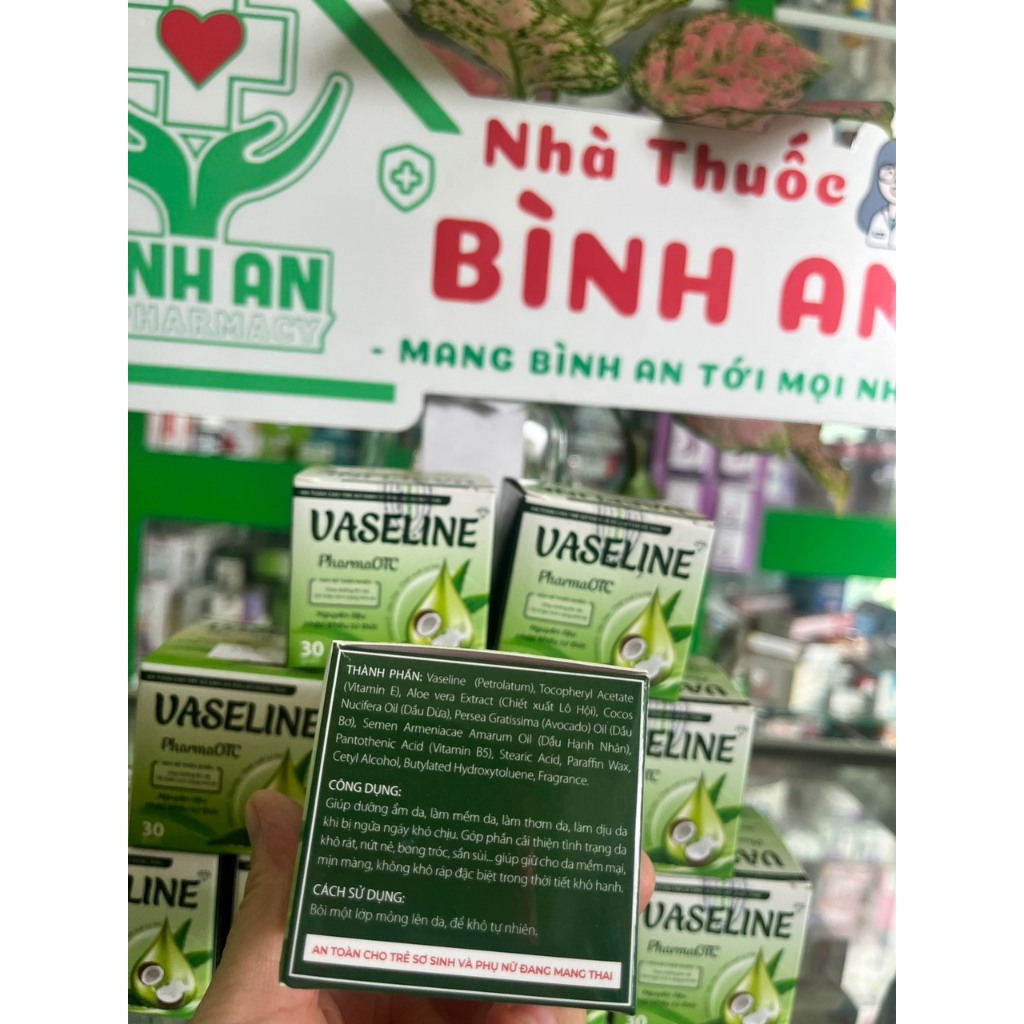 Nhà Thuốc
BÌNH AN
- MANG BÌNH AN TỚI MỌI NH
NH AN
PHARMACY
VASELINE
PharmaOTC
30
VASELINE
PharmaOTC
VASELINE
PharmaOTC
30
ELINE
VASELINE
PharmaOTC
30
LINE
THÀNH PHẦN: Vaseline (Petrolatum), Tocopheryl Acetate
(Vitamin E), Aloe vera Extract (Chiết xuất Lô Hội), Cocos
Nucifera Oil (Dầu Dừa), Persea Gratissima (Avocado) Oil (Dầu
Bơ), Semen Armeniacae Amarum Oil (Dầu Hạnh Nhân),
Pantothenic Acid (Vitamin B5), Stearic Acid, Paraffin Wax,
Cetyl Alcohol, Butylated Hydroxytoluene, Fragrance.
CÔNG DỤNG:
Giúp dưỡng ẩm da, làm mềm da, làm thơm da, làm dịu da
khi bị ngứa ngáy khó chịu. Góp phần cải thiện tình trạng da
khô rát, nứt nẻ, bong tróc, sần sùi... giúp giữ cho da mềm mại,
mịn màng, không khô ráp đặc biệt trong thời tiết khô hanh.
CÁCH SỬ DỤNG:
Bôi một lớp mỏng lên da, để khô tự nhiên.
AN TOÀN CHO TRẺ SƠ SINH VÀ PHỤ NỮ ĐANG MANG THAI